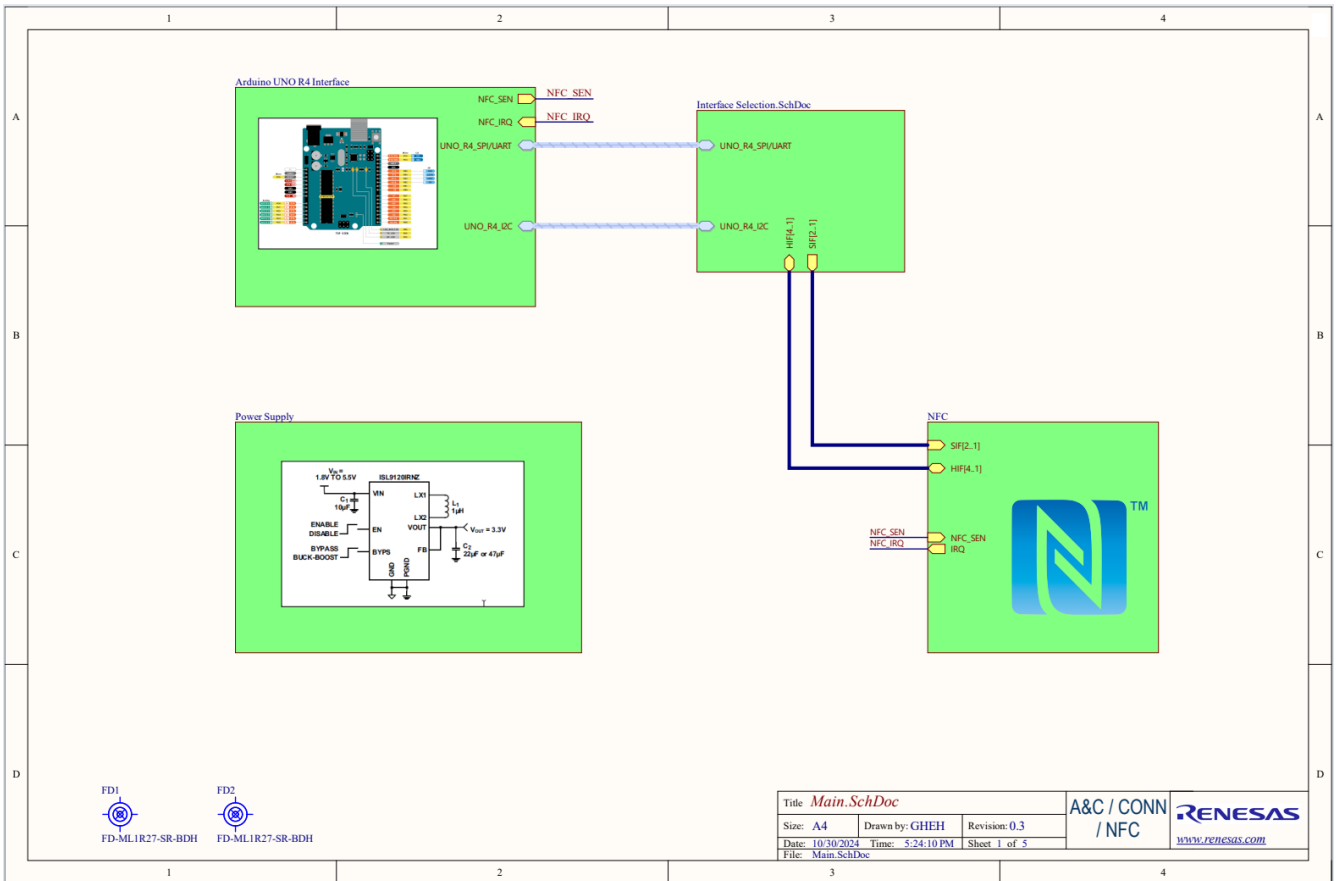 1 2 3 4
Arduino UNO R4 Interface
NFC_SEN NFC_SEN
NFC_IRQ NFC_IRQ
UNO_R4_SPI/UART
UNO_R4_I2C
Interface Selection.SchDoc
UNO_R4_SPI/UART
UNO_R4_I2C
HIF[4..1]
SIF[2..1]
A A
B B
Power Supply
VIN =
1.8V TO 5.5V
ISL9120IRNZ
C1
10µF
VIN
LX1
L1
1µH
LX2
ENABLE
DISABLE
EN
VOUT
VOUT = 3.3V
BYPASS
BUCK-BOOST
BYPS
FB
C2
22µF or 47µF
GND
PGND
NFC
SIF[2..1]
HIF[4..1]
NFC_SEN NFC_SEN
NFC_IRQ IRQ
TM
C C
D D
FD1
FD-ML1R27-SR-BDH
FD2
FD-ML1R27-SR-BDH
Title Main.SchDoc
Size: A4 Drawn by: GHEH Revision: 0.3
Date: 10/30/2024 Time: 5:24:10 PM Sheet 1 of 5
File: Main.SchDoc
A&C / CONN
/ NFC
RENESAS
www.renesas.com
1 2 3 4